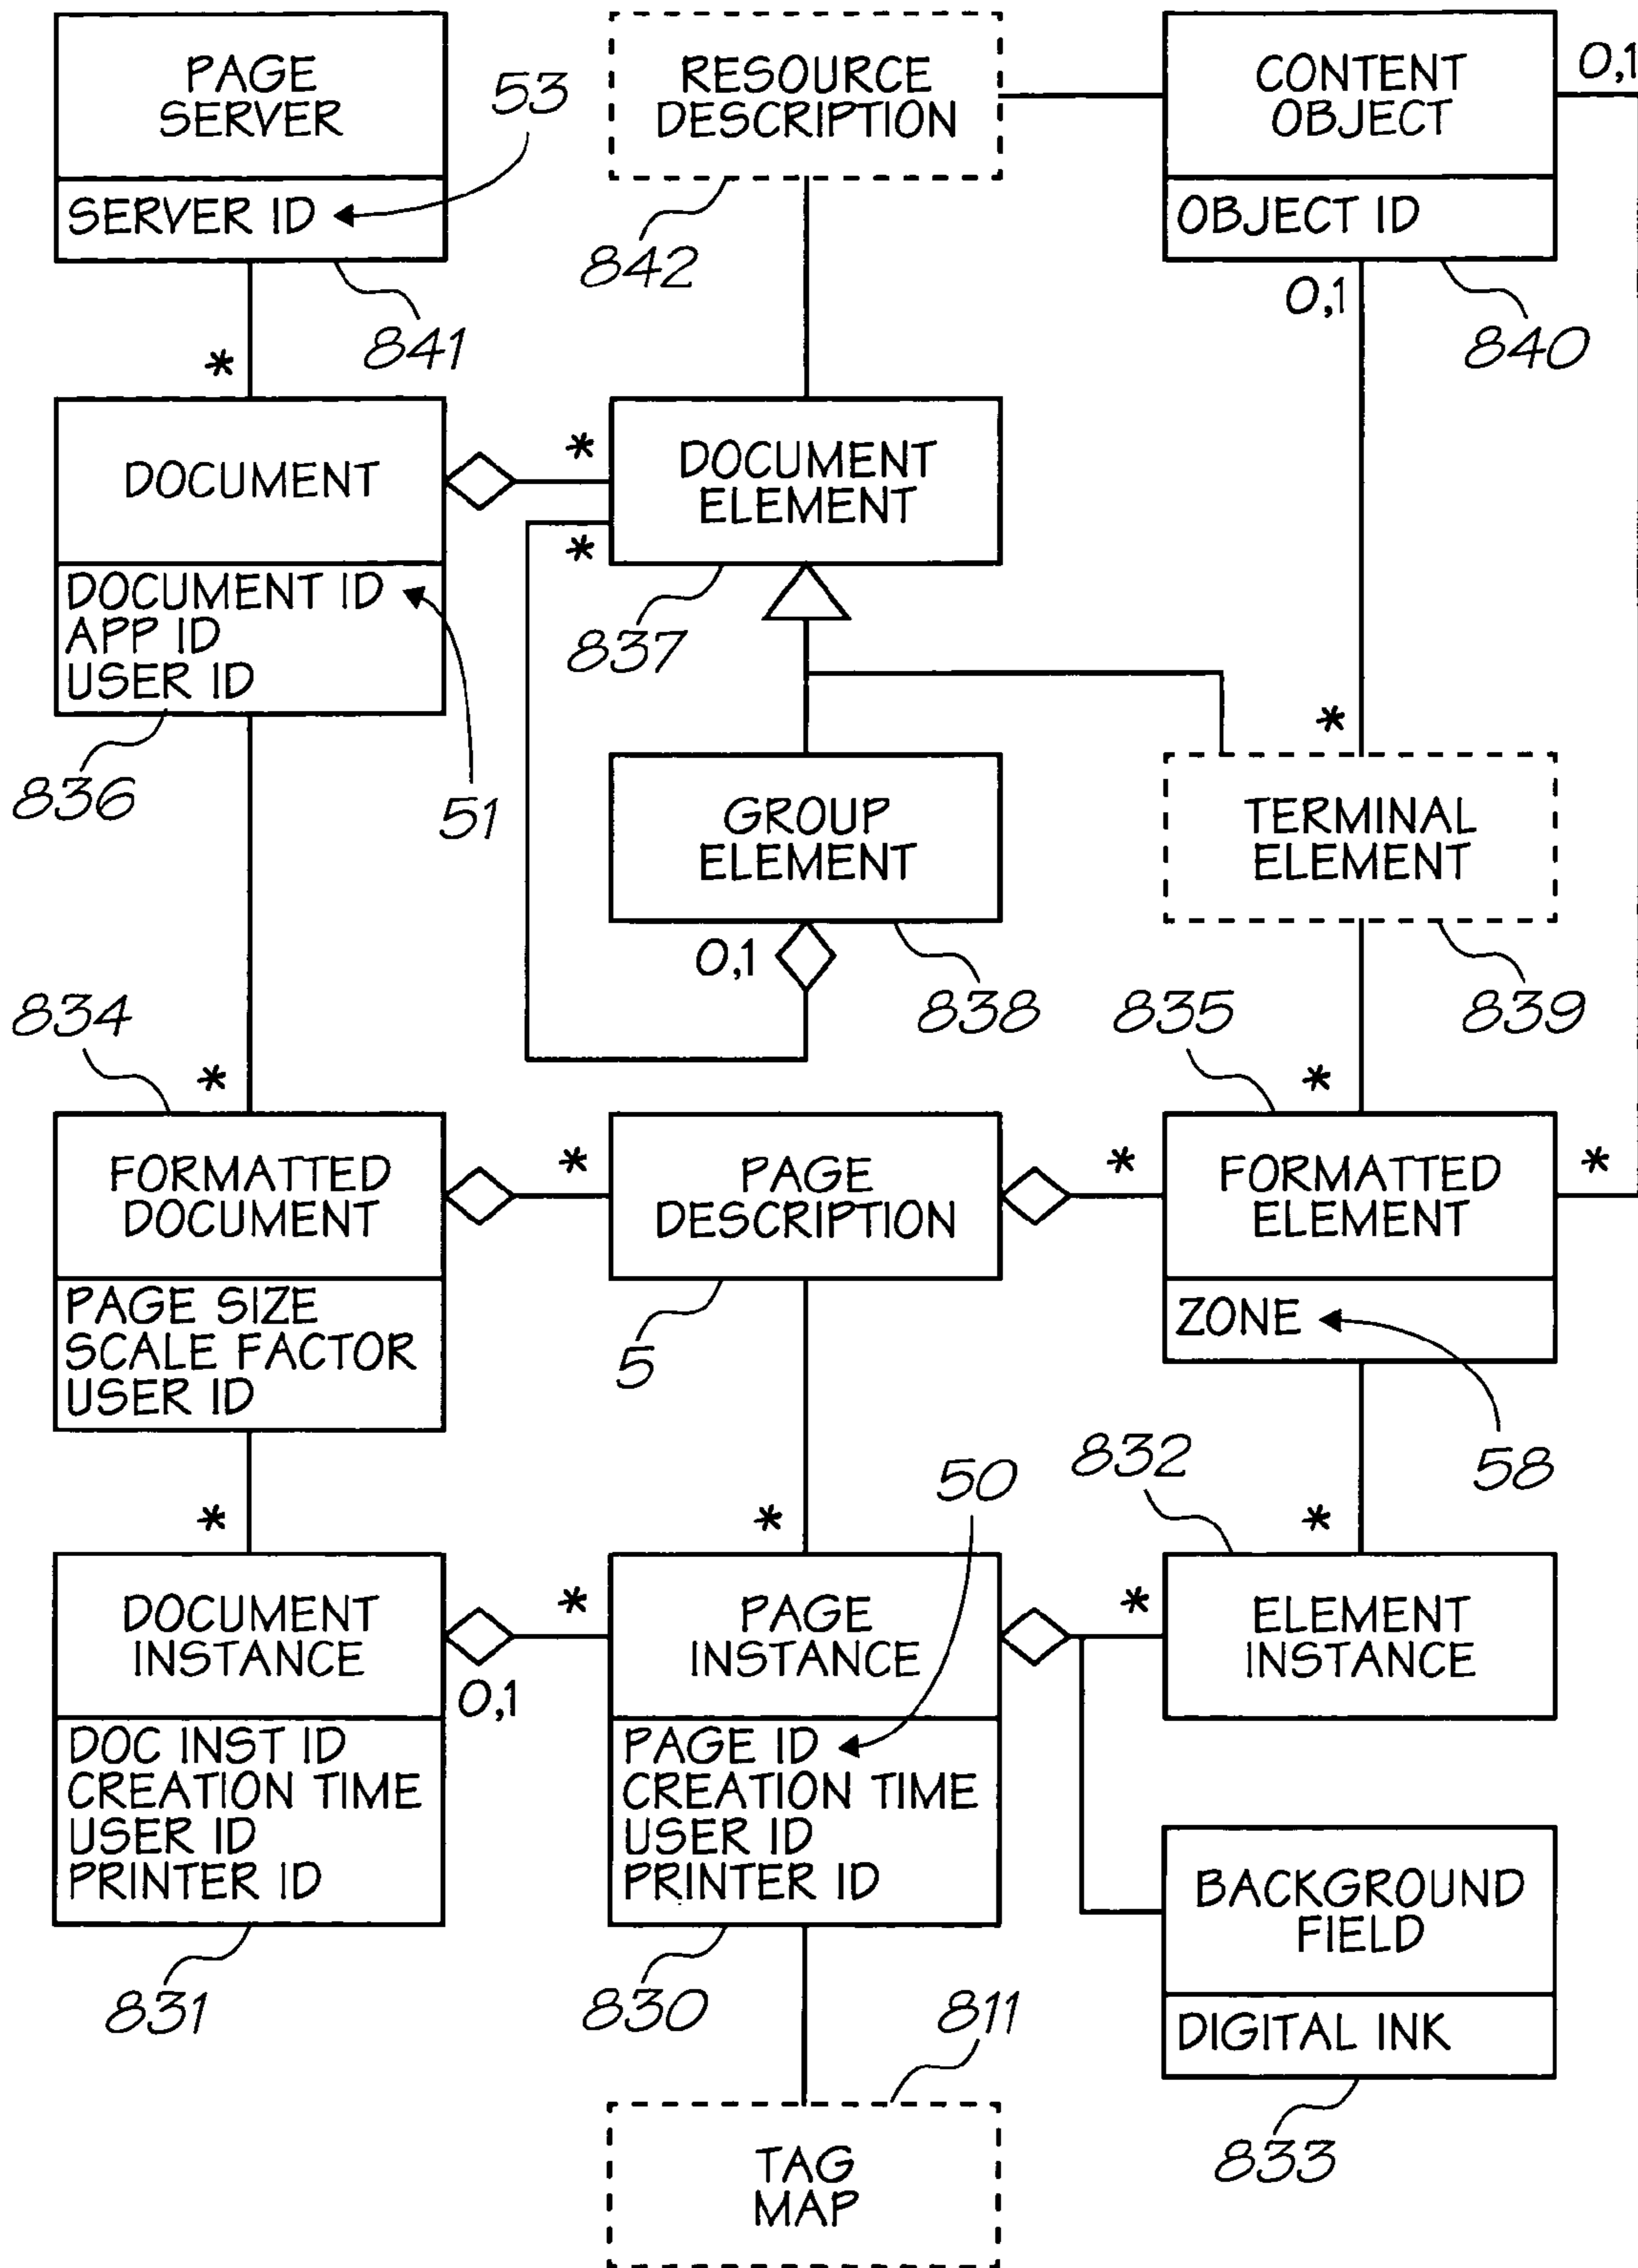 PAGE
SERVER
SERVER ID
53
841
RESOURCE
DESCRIPTION
842
CONTENT
OBJECT
OBJECT ID
0,1
0,1
840
*
DOCUMENT
DOCUMENT ID
APP ID
USER ID
836
51
*
*
DOCUMENT
ELEMENT
837
GROUP
ELEMENT
0,1
838
*
TERMINAL
ELEMENT
839
834
*
FORMATTED
DOCUMENT
PAGE SIZE
SCALE FACTOR
USER ID
*
PAGE
DESCRIPTION
5
835
*
*
*
FORMATTED
ELEMENT
ZONE
58
*
DOCUMENT
INSTANCE
0,1
DOC INST ID
CREATION TIME
USER ID
PRINTER ID
831
*
*
50
PAGE
INSTANCE
PAGE ID
CREATION TIME
USER ID
PRINTER ID
830
832
*
*
ELEMENT
INSTANCE
BACKGROUND
FIELD
DIGITAL INK
833
811
TAG
MAP